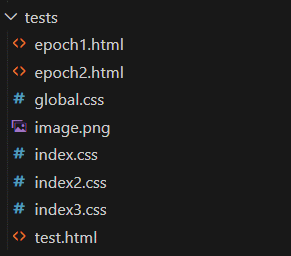 tests
epoch1.html
epoch2.html
global.css
image.png
index.css
index2.css
index3.css
test.html